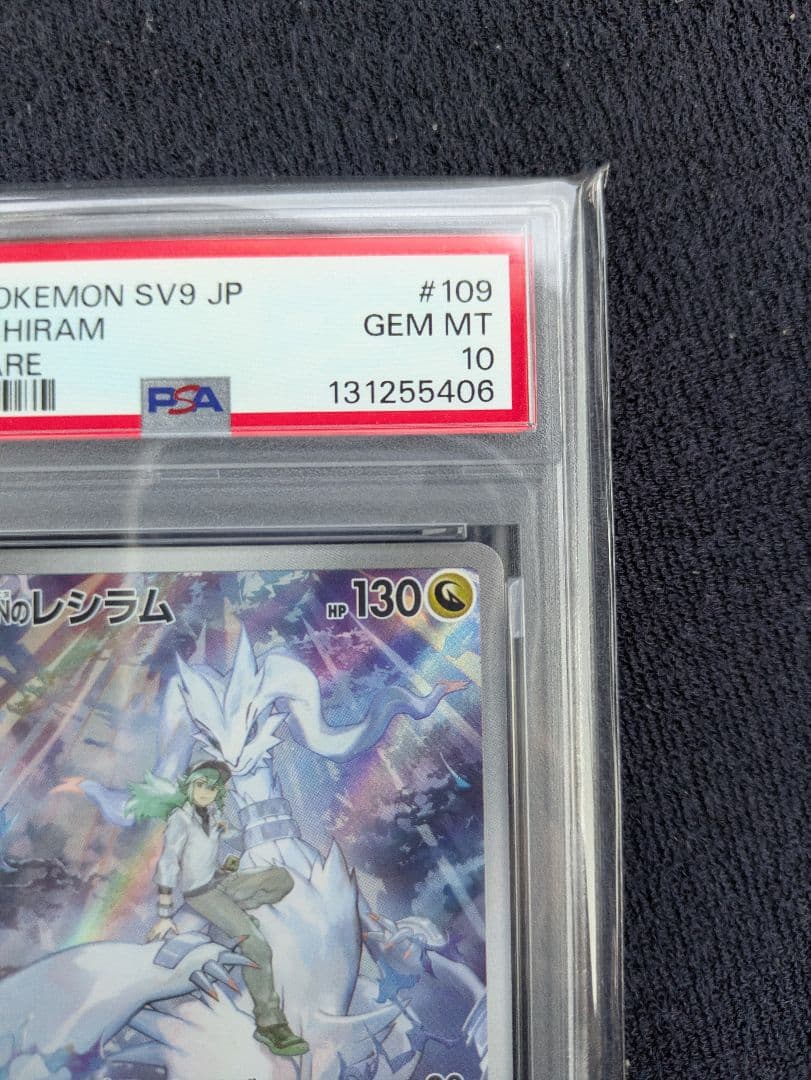 OKEMON SV9 JP #109
HIRAM GEM MT
ARE 10
PSA 131255406
Nのレシラム HP 130